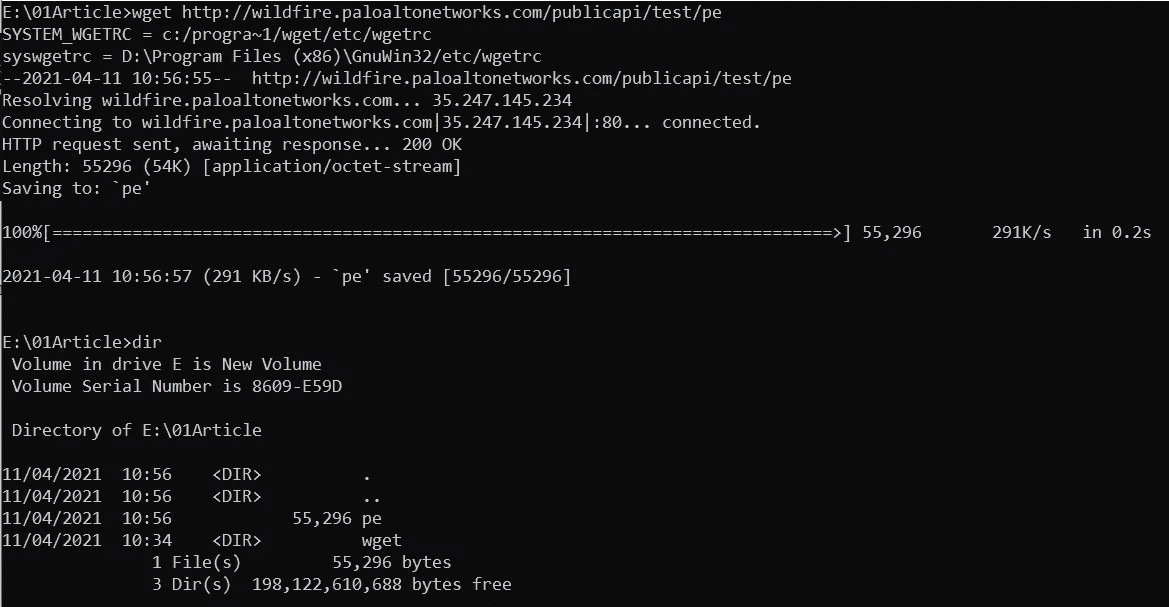 E:\01Article>wget http://wildfire.paloaltonetworks.com/publicapi/test/pe
SYSTEM_WGETRC = c:/progra~1/wget/etc/wgetrc
syswgetrc = D:\Program Files (x86)\GnuWin32/etc/wgetrc
--2021-04-11 10:56:55--  http://wildfire.paloaltonetworks.com/publicapi/test/pe
Resolving wildfire.paloaltonetworks.com... 35.247.145.234
Connecting to wildfire.paloaltonetworks.com|35.247.145.234|:80... connected.
HTTP request sent, awaiting response... 200 OK
Length: 55296 (54K) [application/octet-stream]
Saving to: `pe'
100%[==============================================================================>] 55,296       291K/s   in 0.2s
2021-04-11 10:56:57 (291 KB/s) - `pe' saved [55296/55296]
E:\01Article>dir
 Volume in drive E is New Volume
 Volume Serial Number is 8609-E59D
 Directory of E:\01Article
11/04/2021  10:56    <DIR>          .
11/04/2021  10:56    <DIR>          ..
11/04/2021  10:56            55,296 pe
11/04/2021  10:34    <DIR>          wget
               1 File(s)         55,296 bytes
               3 Dir(s)  198,122,610,688 bytes free